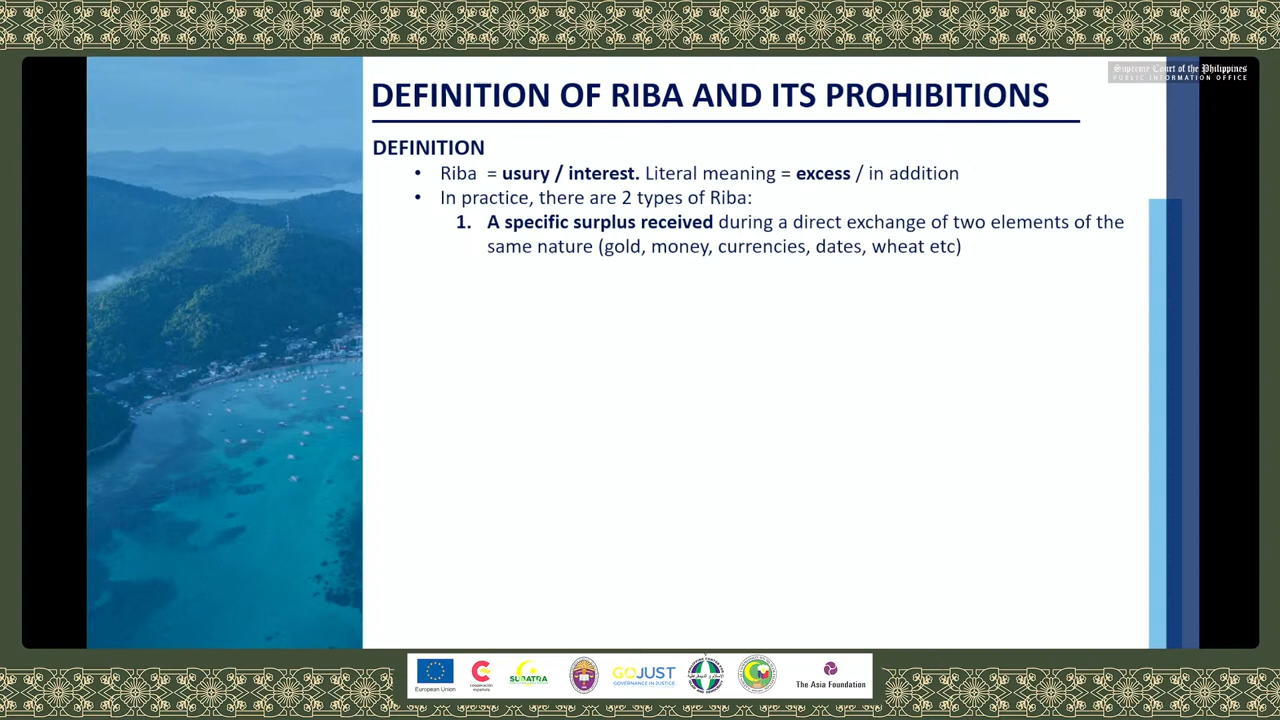 Supreme Court of the Philippines
PUBLIC INFORMATION OFFICE
DEFINITION OF RIBA AND ITS PROHIBITIONS
DEFINITION
• Riba = usury / interest. Literal meaning = excess / in addition
• In practice, there are 2 types of Riba:
1. A specific surplus received during a direct exchange of two elements of the
same nature (gold, money, currencies, dates, wheat etc)
European Union
cooperación
española
SUBATRA
GOJUST
GOVERNANCE IN JUSTICE
The Asia Foundation